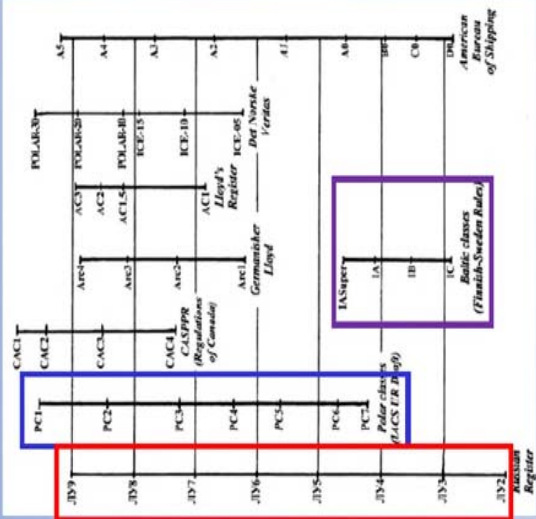 ЛУ9
ЛУ8
ЛУ7
ЛУ6
ЛУ5
ЛУ4
ЛУ3
ЛУ2
Russian
Register
PC1
PC2
PC3
PC4
PC5
PC6
PC7
Polar classes
(IACS UR Draft)
CAC1
CAC2
CAC3
CAC4
CASPPR
(Regulations
of Canada)
Arc4
Arc3
Arc2
Arc1
Germanisher
Lloyd
AC3
AC2
AC1.5
AC1
Lloyd's
Register
POLAR-30
POLAR-20
POLAR-10
ICE-15
ICE-10
ICE-05
Det Norske
Veritas
IASuper
IA
IB
IC
Baltic classes
(Finnish-Sweden Rules)
A5
A4
A3
A2
A1
A0
B0
C0
D0
American
Bureau
of Shipping